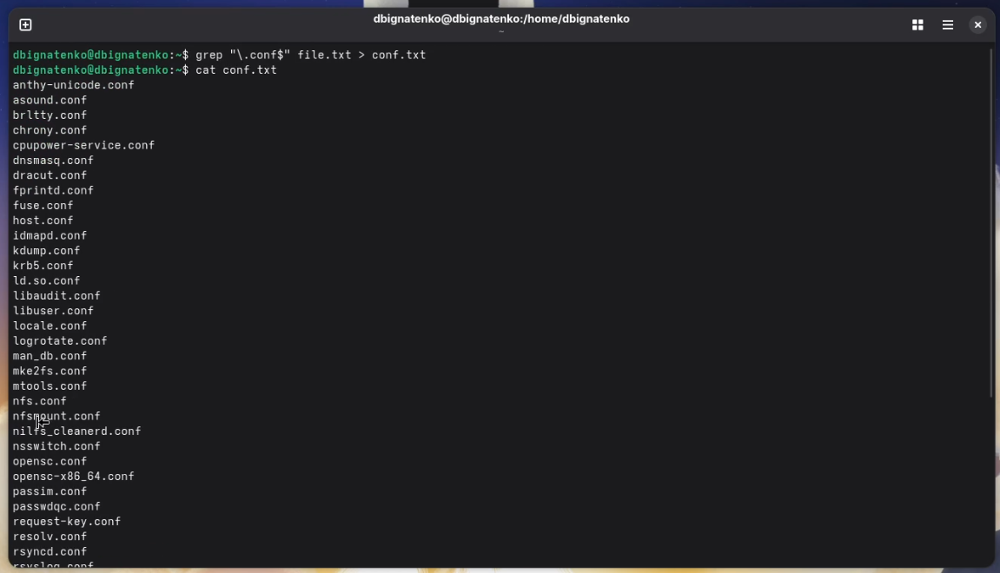 dbignatenko@dbignatenko:/home/dbignatenko
~
dbignatenko@dbignatenko:~$ grep "\.conf$" file.txt > conf.txt
dbignatenko@dbignatenko:~$ cat conf.txt
anthy-unicode.conf
asound.conf
brltty.conf
chrony.conf
cpupower-service.conf
dnsmasq.conf
dracut.conf
fprintd.conf
fuse.conf
host.conf
idmapd.conf
kdump.conf
krb5.conf
ld.so.conf
libaudit.conf
libuser.conf
locale.conf
logrotate.conf
man_db.conf
mke2fs.conf
mtools.conf
nfs.conf
nfsmount.conf
nilfs_cleanerd.conf
nsswitch.conf
opensc.conf
opensc-x86_64.conf
passim.conf
passwdqc.conf
request-key.conf
resolv.conf
rsyncd.conf
rsyslog.conf